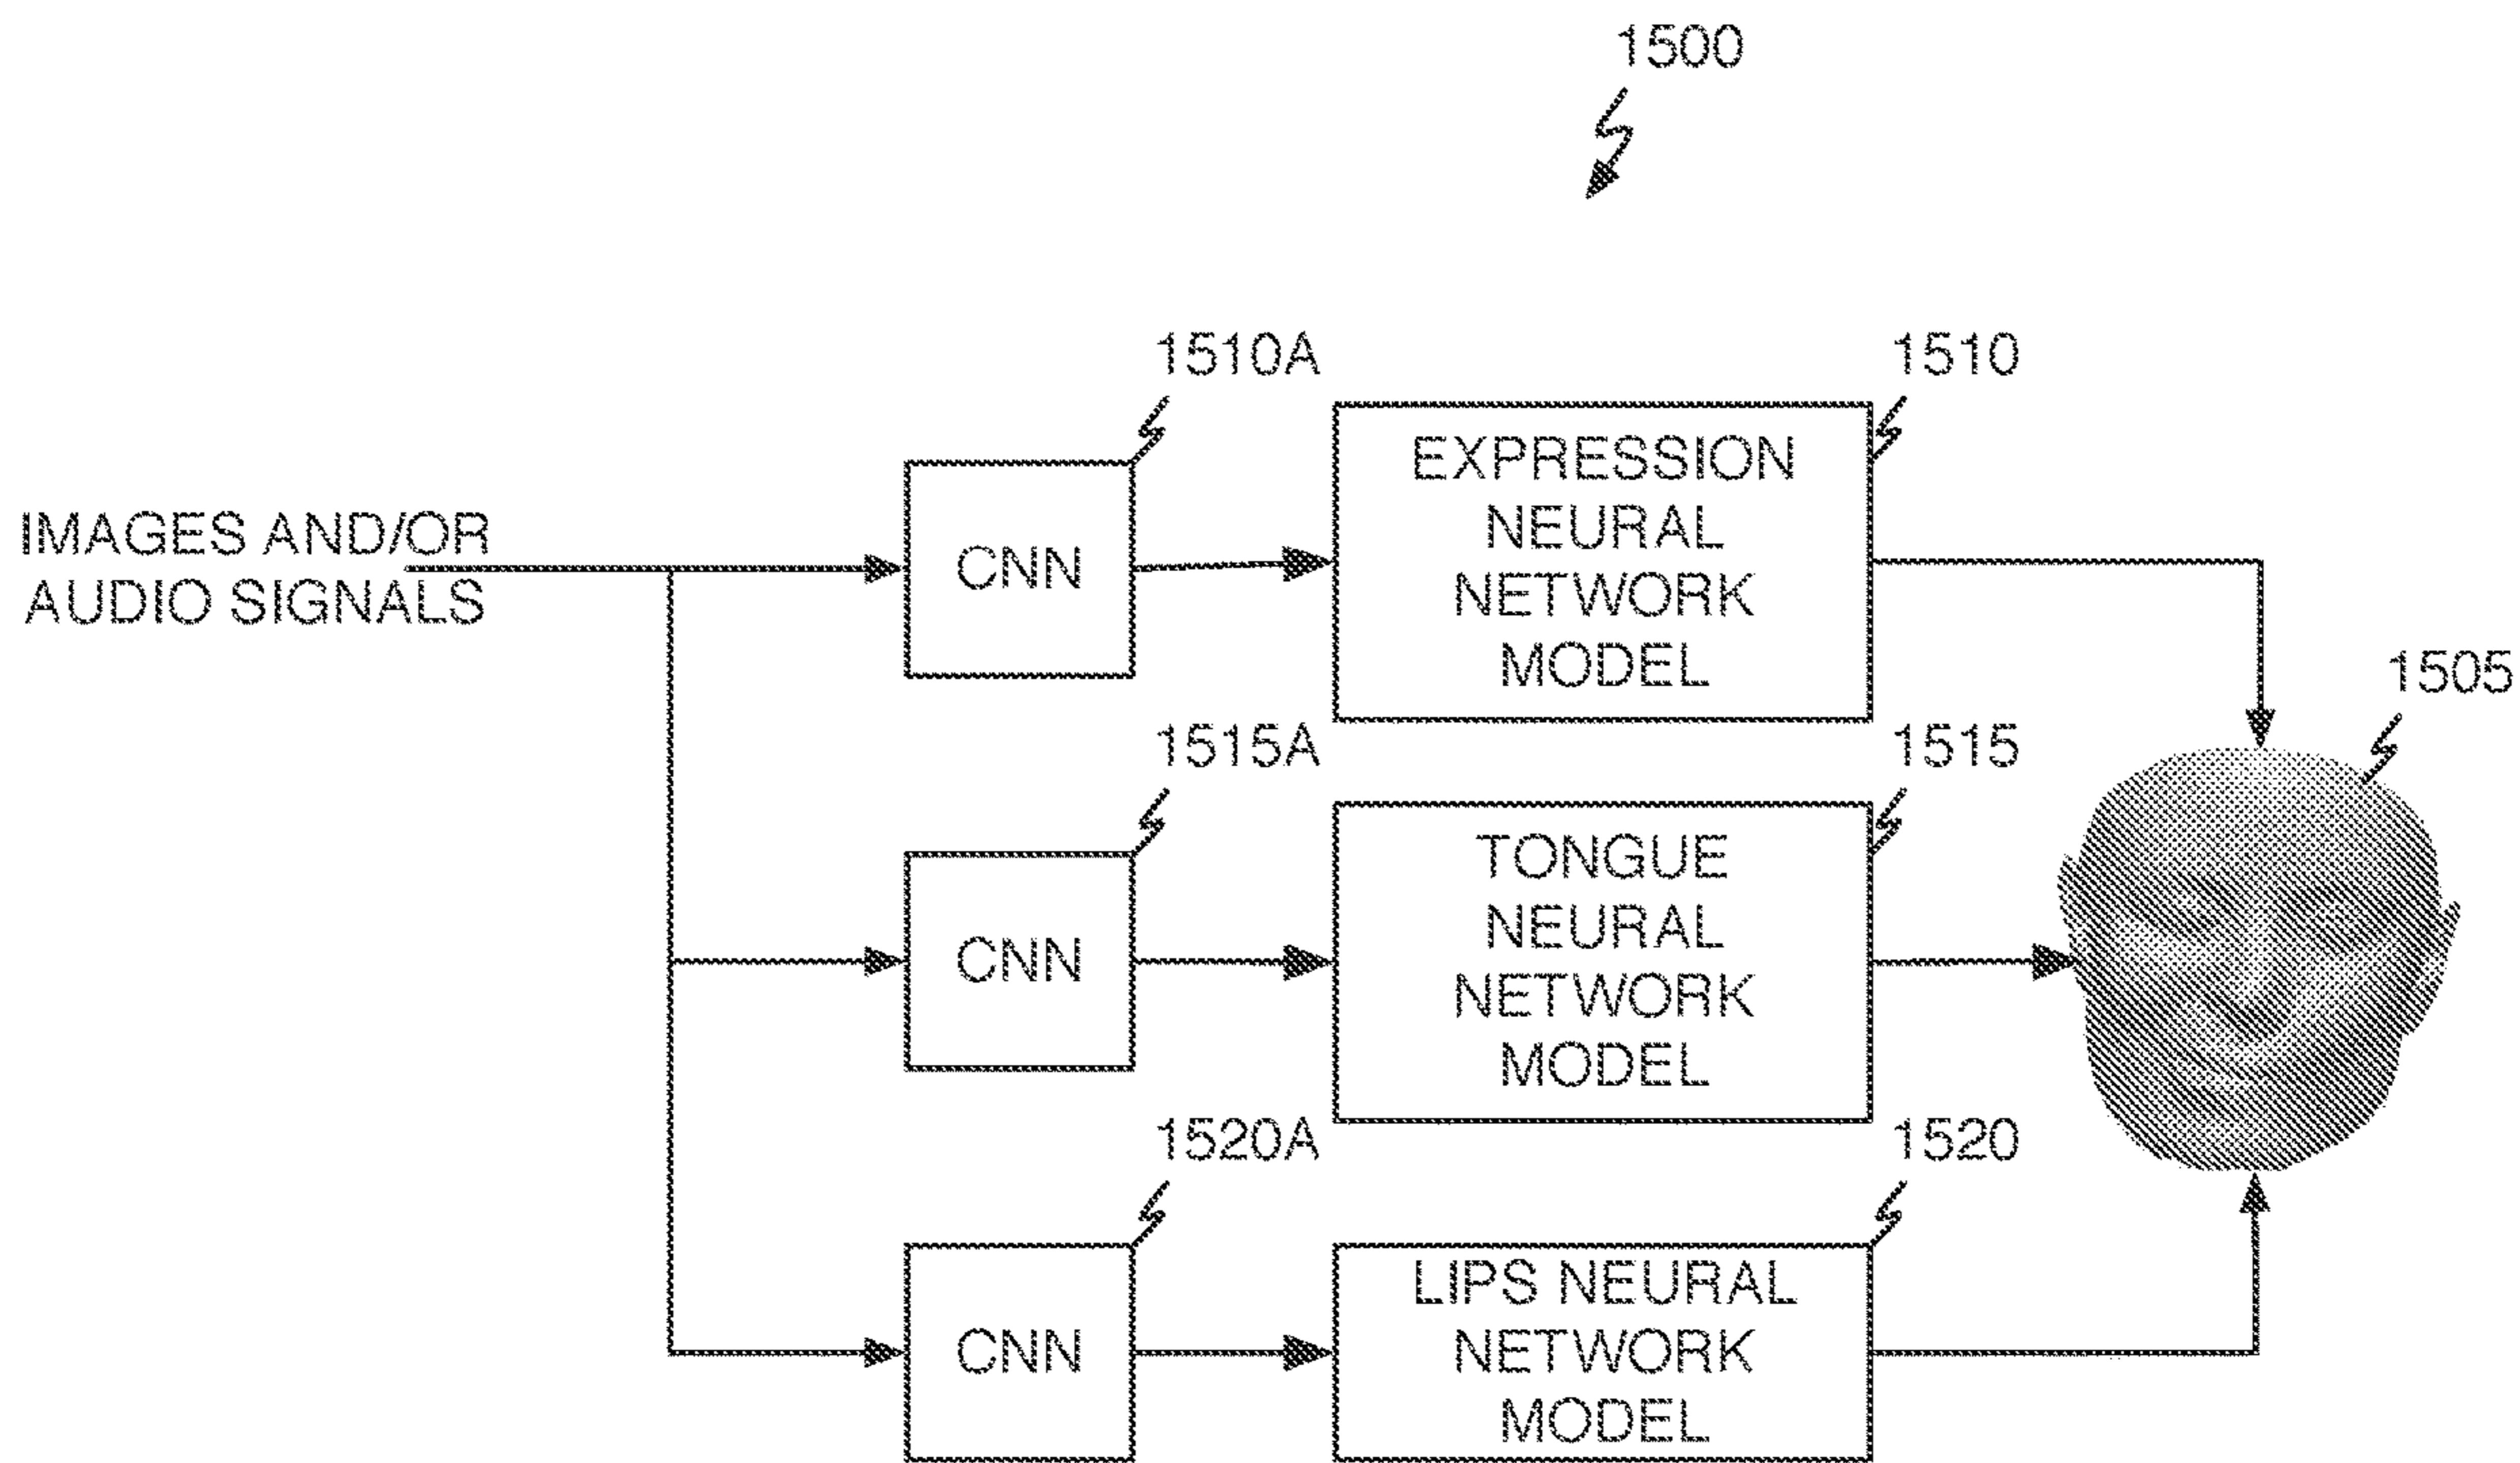 1500
1510A
1510
IMAGES AND/OR
AUDIO SIGNALS
CNN
EXPRESSION
NEURAL
NETWORK
MODEL
1505
1515A
1515
CNN
TONGUE
NEURAL
NETWORK
MODEL
1520A
1520
CNN
LIPS NEURAL
NETWORK
MODEL